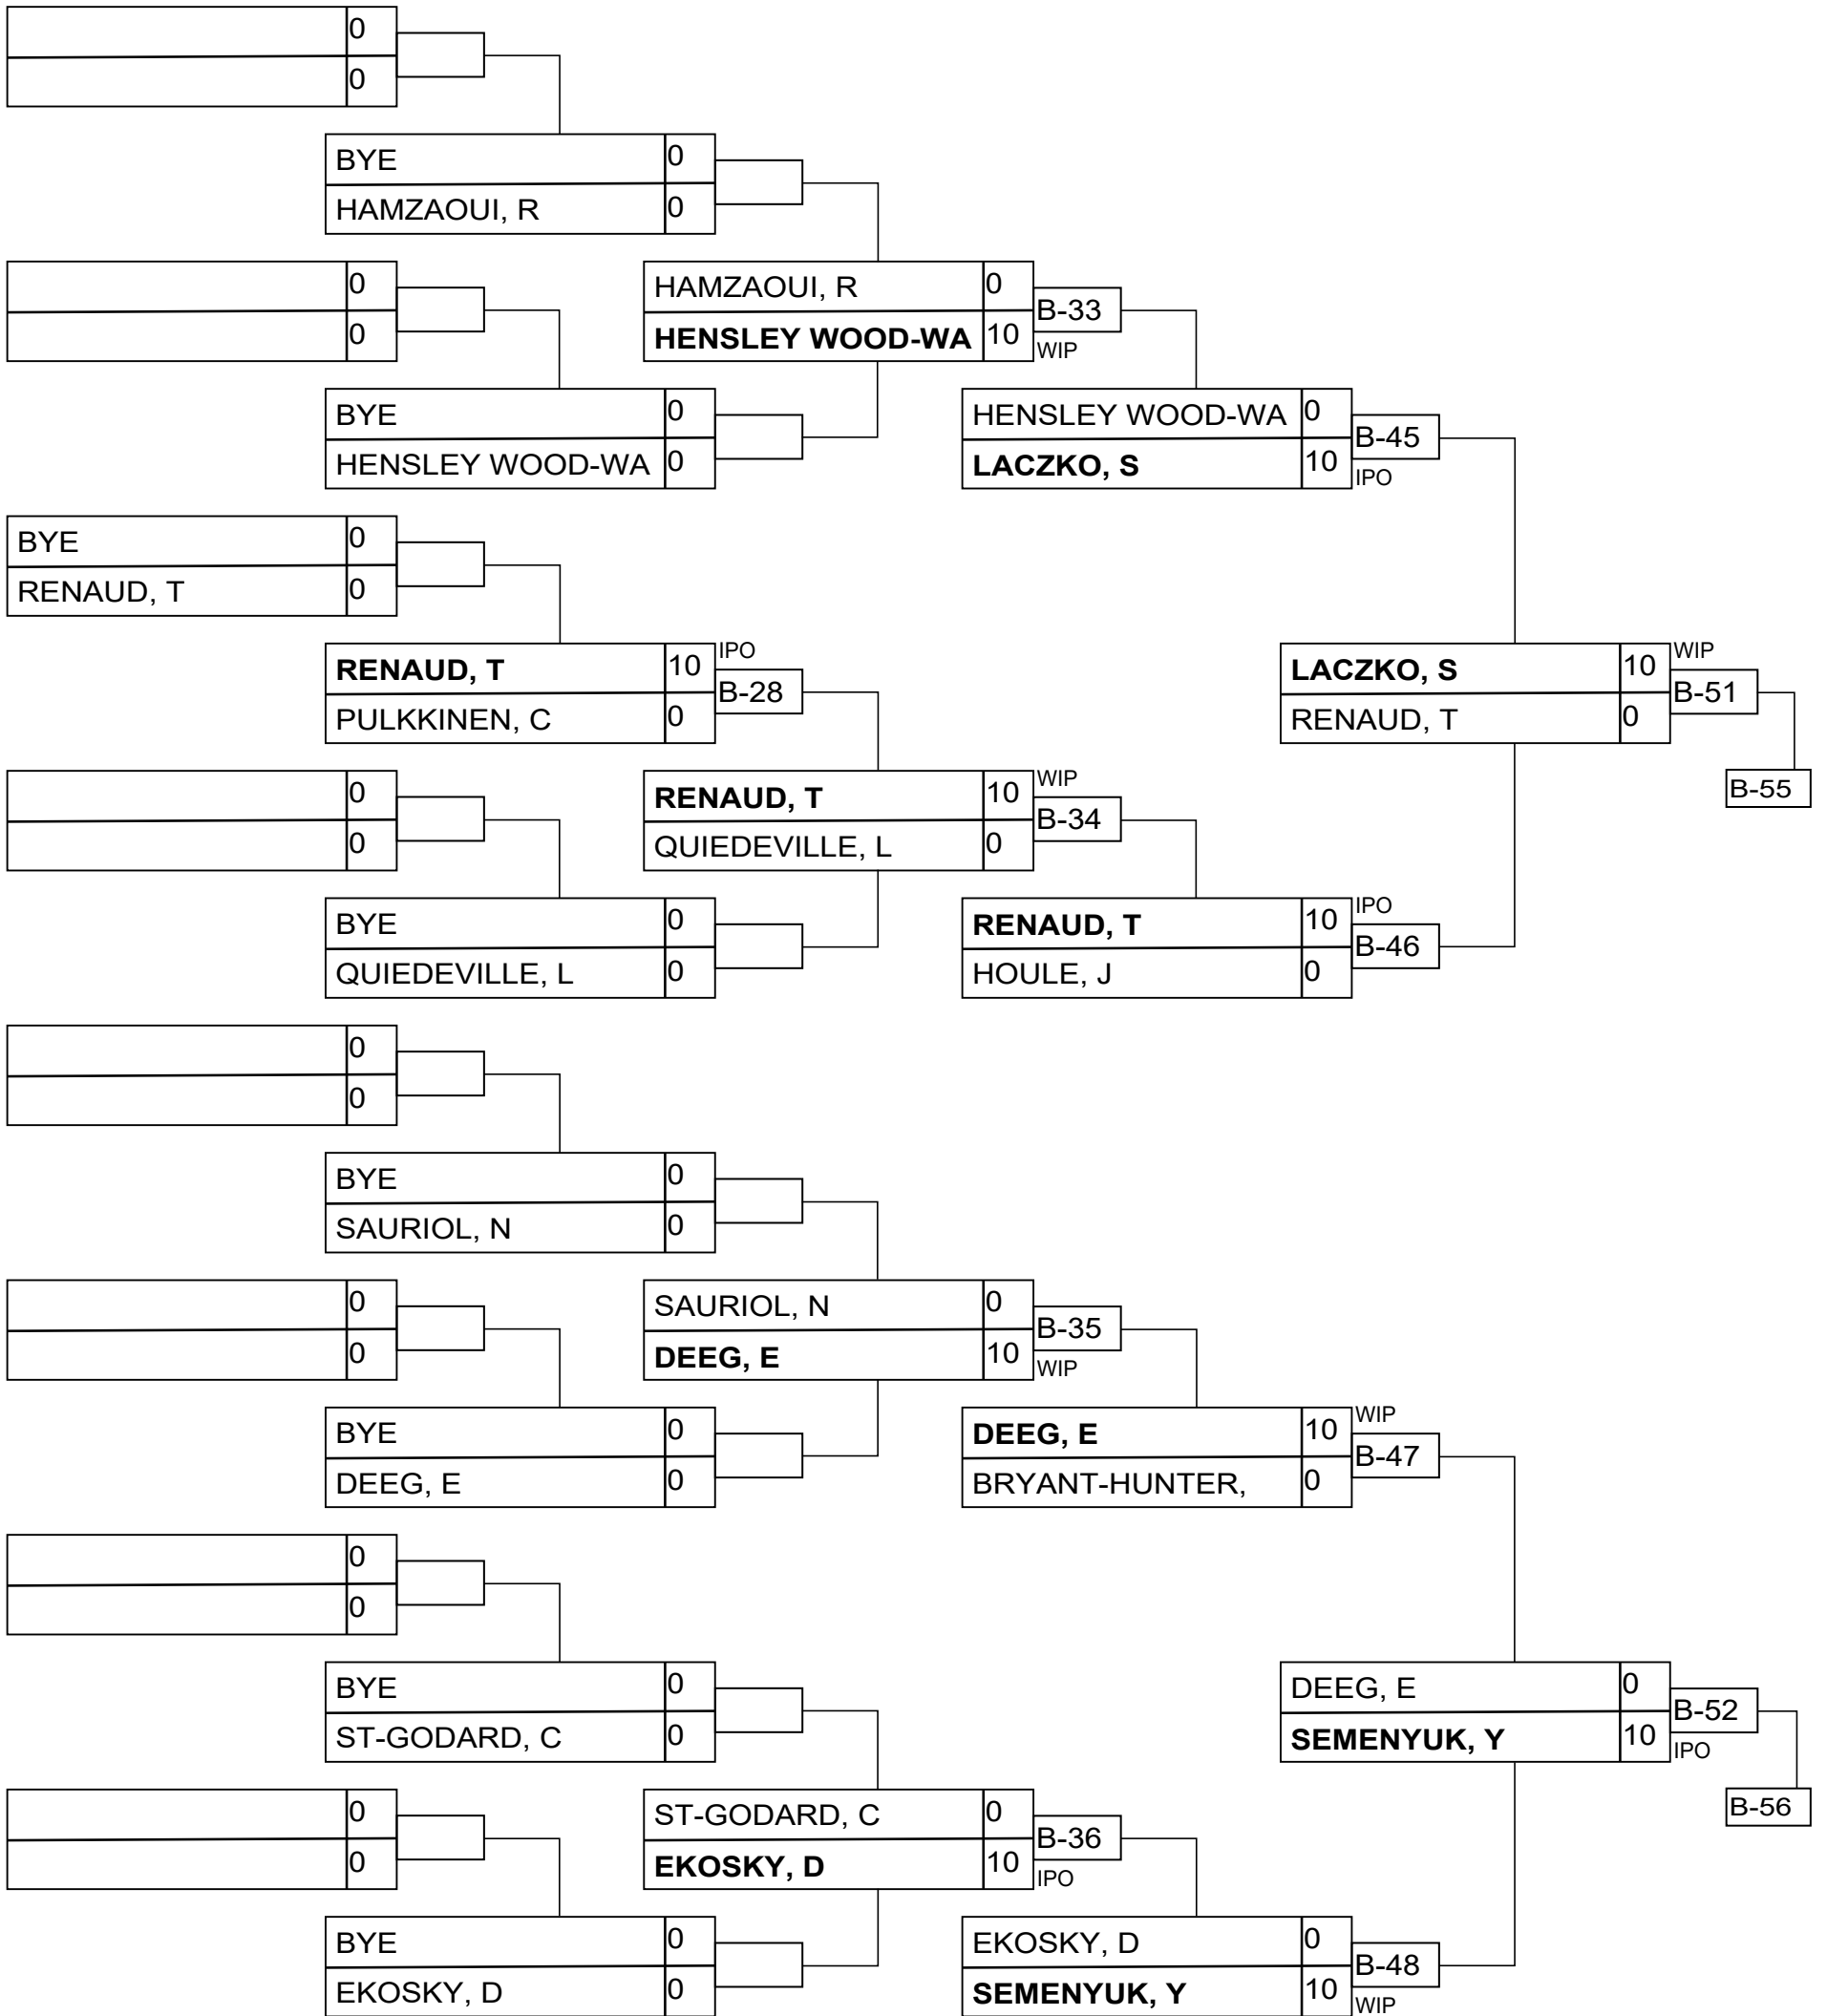 0
0
BYE 0
HAMZAOUI, R 0
0
0
HAMZAOUI, R 0
B-33
HENSLEY WOOD-WA 10
WIP
BYE 0
HENSLEY WOOD-WA 0
HENSLEY WOOD-WA 0
B-45
LACZKO, S 10
IPO
BYE 0
RENAUD, T 0
RENAUD, T 10
IPO
B-28
PULKKINEN, C 0
LACZKO, S 10
WIP
B-51
RENAUD, T 0
B-55
0
0
RENAUD, T 10
WIP
B-34
QUIEDEVILLE, L 0
BYE 0
QUIEDEVILLE, L 0
RENAUD, T 10
IPO
B-46
HOULE, J 0
0
0
BYE 0
SAURIOL, N 0
0
0
SAURIOL, N 0
B-35
DEEG, E 10
WIP
BYE 0
DEEG, E 0
DEEG, E 10
WIP
B-47
BRYANT-HUNTER, 0
0
0
BYE 0
ST-GODARD, C 0
DEEG, E 0
B-52
SEMENYUK, Y 10
IPO
B-56
0
0
ST-GODARD, C 0
B-36
EKOSKY, D 10
IPO
BYE 0
EKOSKY, D 0
EKOSKY, D 0
B-48
SEMENYUK, Y 10
WIP